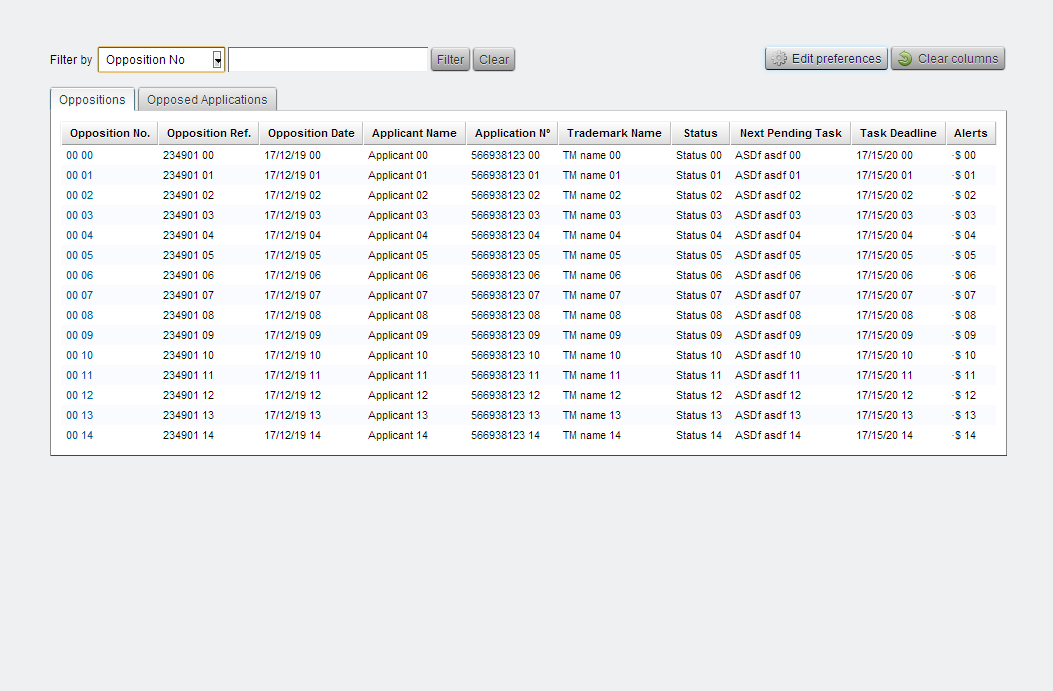 Filter by Opposition No Filter Clear Edit preferences Clear columns
Oppositions Opposed Applications
Opposition No. Opposition Ref. Opposition Date Applicant Name Application Nº Trademark Name Status Next Pending Task Task Deadline Alerts
00 00 234901 00 17/12/19 00 Applicant 00 566938123 00 TM name 00 Status 00 ASDf asdf 00 17/15/20 00 -$ 00
00 01 234901 01 17/12/19 01 Applicant 01 566938123 01 TM name 01 Status 01 ASDf asdf 01 17/15/20 01 -$ 01
00 02 234901 02 17/12/19 02 Applicant 02 566938123 02 TM name 02 Status 02 ASDf asdf 02 17/15/20 02 -$ 02
00 03 234901 03 17/12/19 03 Applicant 03 566938123 03 TM name 03 Status 03 ASDf asdf 03 17/15/20 03 -$ 03
00 04 234901 04 17/12/19 04 Applicant 04 566938123 04 TM name 04 Status 04 ASDf asdf 04 17/15/20 04 -$ 04
00 05 234901 05 17/12/19 05 Applicant 05 566938123 05 TM name 05 Status 05 ASDf asdf 05 17/15/20 05 -$ 05
00 06 234901 06 17/12/19 06 Applicant 06 566938123 06 TM name 06 Status 06 ASDf asdf 06 17/15/20 06 -$ 06
00 07 234901 07 17/12/19 07 Applicant 07 566938123 07 TM name 07 Status 07 ASDf asdf 07 17/15/20 07 -$ 07
00 08 234901 08 17/12/19 08 Applicant 08 566938123 08 TM name 08 Status 08 ASDf asdf 08 17/15/20 08 -$ 08
00 09 234901 09 17/12/19 09 Applicant 09 566938123 09 TM name 09 Status 09 ASDf asdf 09 17/15/20 09 -$ 09
00 10 234901 10 17/12/19 10 Applicant 10 566938123 10 TM name 10 Status 10 ASDf asdf 10 17/15/20 10 -$ 10
00 11 234901 11 17/12/19 11 Applicant 11 566938123 11 TM name 11 Status 11 ASDf asdf 11 17/15/20 11 -$ 11
00 12 234901 12 17/12/19 12 Applicant 12 566938123 12 TM name 12 Status 12 ASDf asdf 12 17/15/20 12 -$ 12
00 13 234901 13 17/12/19 13 Applicant 13 566938123 13 TM name 13 Status 13 ASDf asdf 13 17/15/20 13 -$ 13
00 14 234901 14 17/12/19 14 Applicant 14 566938123 14 TM name 14 Status 14 ASDf asdf 14 17/15/20 14 -$ 14